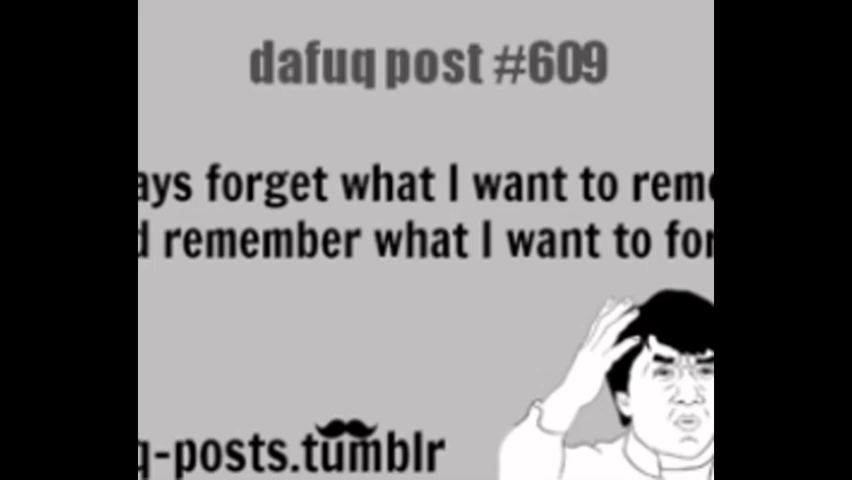 dafuq post #609
ays forget what I want to reme
d remember what I want to for
q-posts.tumblr